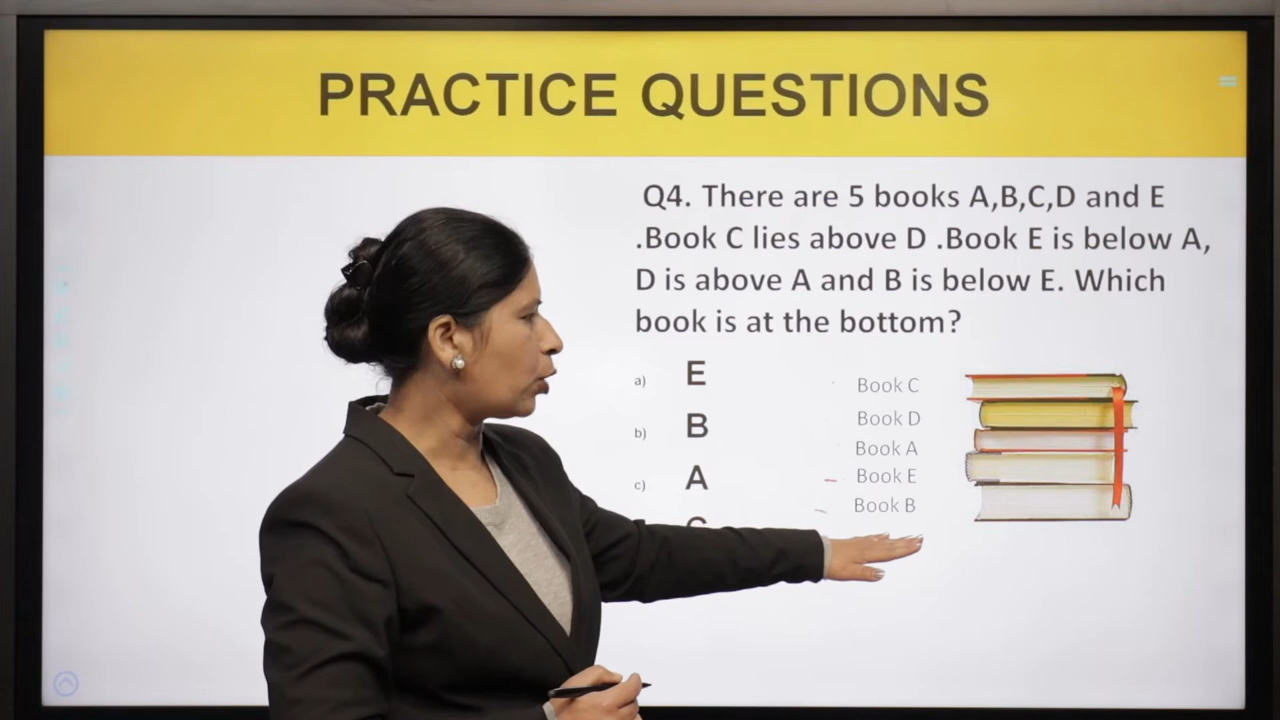 PRACTICE QUESTIONS
Q4. There are 5 books A,B,C,D and E
.Book C lies above D .Book E is below A,
D is above A and B is below E. Which
book is at the bottom?
a) E
b) B
c) A
Book C
Book D
Book A
Book E
Book B